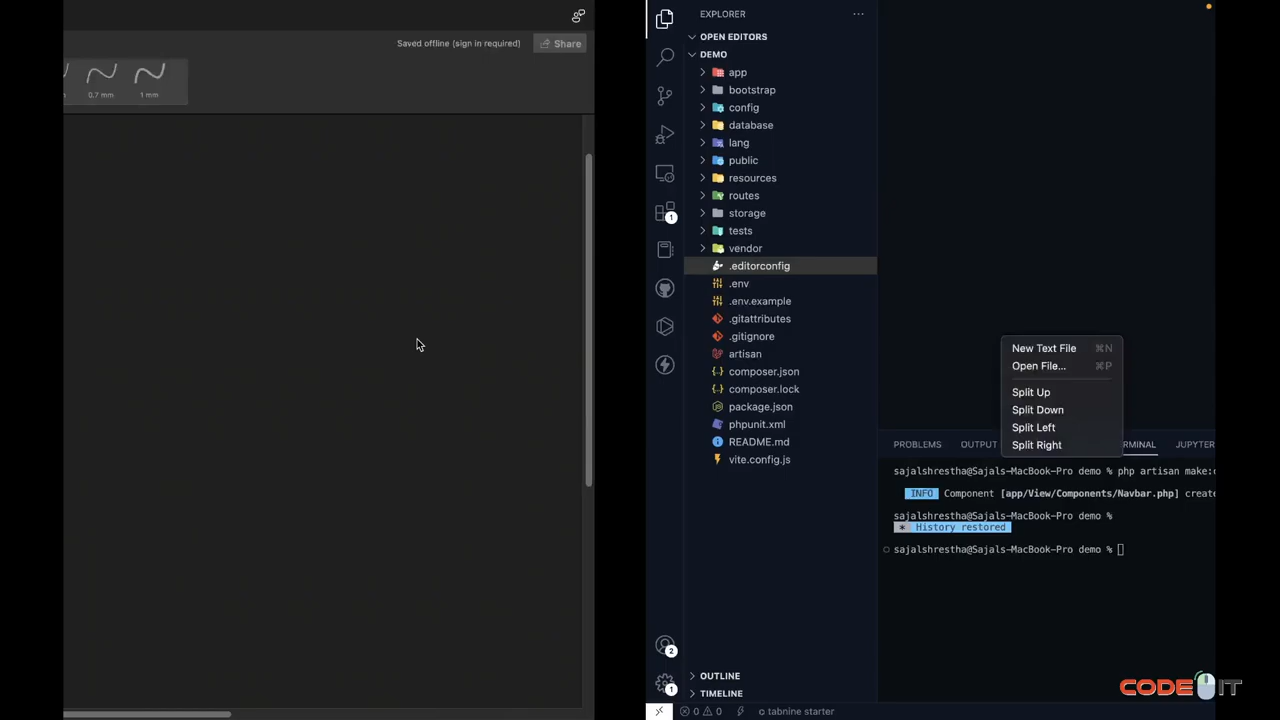 Saved offline (sign in required)
Share
0.7 mm
1 mm
EXPLORER
OPEN EDITORS
DEMO
app
bootstrap
config
database
lang
public
resources
routes
storage
tests
vendor
.editorconfig
.env
.env.example
.gitattributes
.gitignore
artisan
composer.json
composer.lock
package.json
phpunit.xml
README.md
vite.config.js
OUTLINE
TIMELINE
1
2
1
0 0
tabnine starter
New Text File ⌘N
Open File... ⌘P
Split Up
Split Down
Split Left
Split Right
PROBLEMS OUTPUT JUPYTER
sajalshrestha@Sajals-MacBook-Pro demo % php artisan make:
INFO Component [app/View/Components/Navbar.php] create
sajalshrestha@Sajals-MacBook-Pro demo %
* History restored
sajalshrestha@Sajals-MacBook-Pro demo %
CODE IT